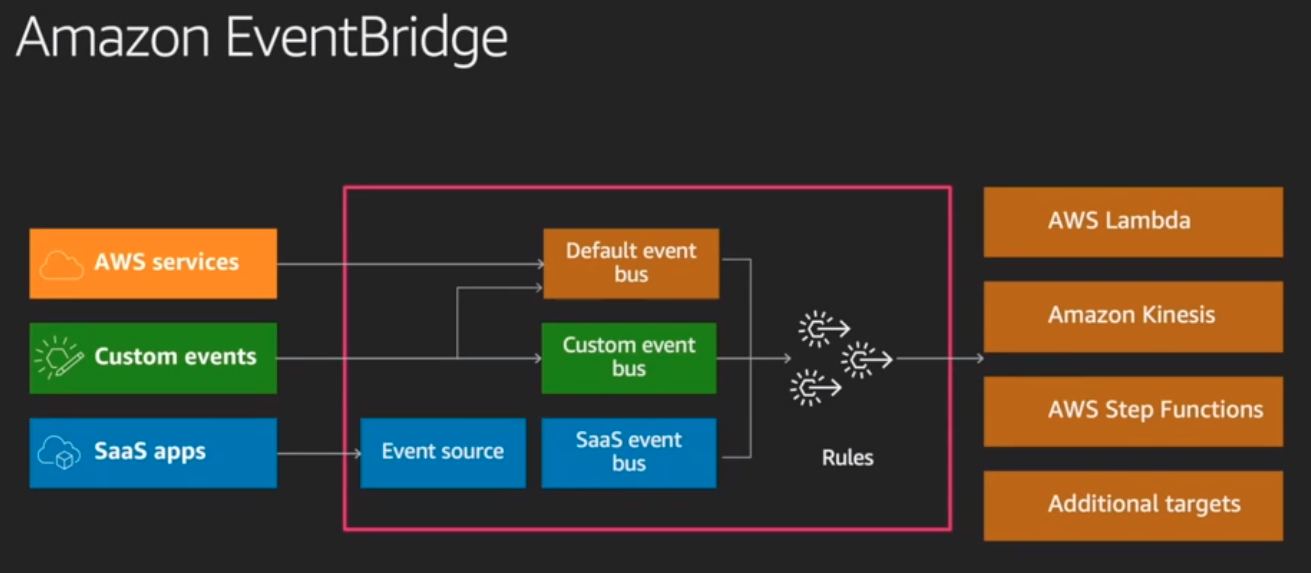 Amazon EventBridge
AWS services
Custom events
SaaS apps
Event source
Default event
bus
Custom event
bus
SaaS event
bus
Rules
AWS Lambda
Amazon Kinesis
AWS Step Functions
Additional targets